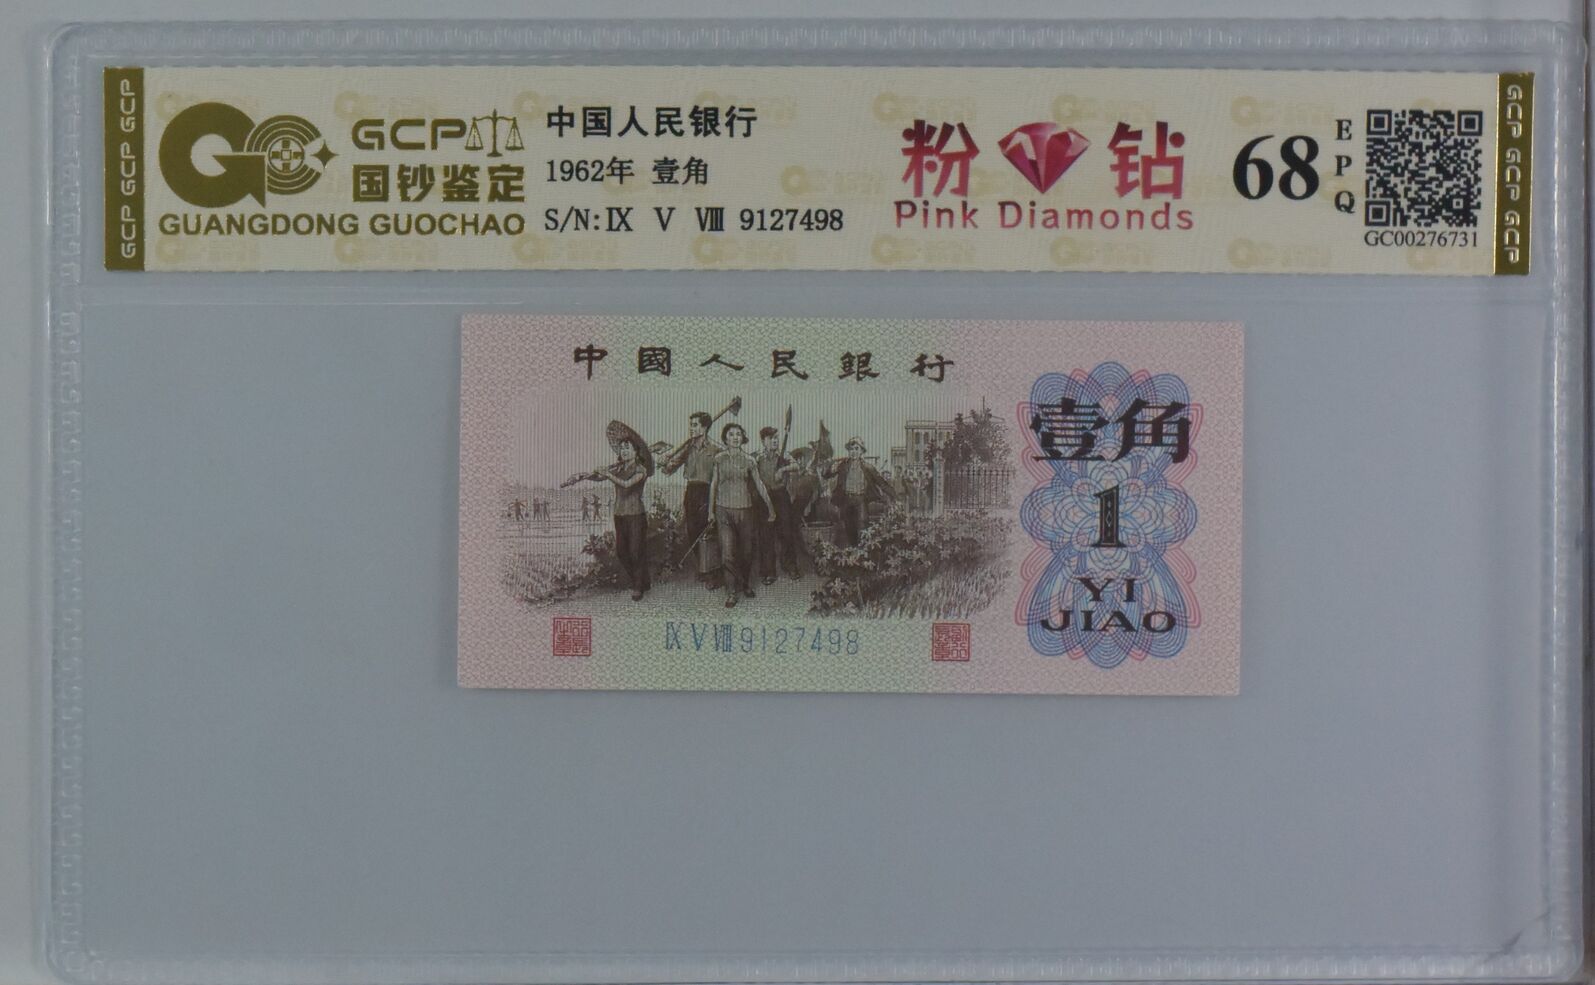 GCP GCP GCP
GCP
国钞鉴定
GUANGDONG GUOCHAO
中国人民银行
1962年 壹角
S/N:Ⅸ Ⅴ Ⅷ 9127498
粉钻
Pink Diamonds
68
EPQ
GC00276731
GCP GCP GCP
中國人民銀行
壹角
1
YI
JIAO
ⅨⅤⅧ9127498